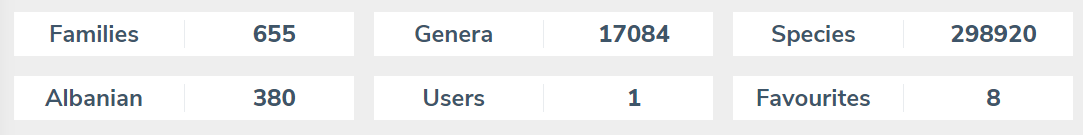 Families 655 Genera 17084 Species 298920
Albanian 380 Users 1 Favourites 8